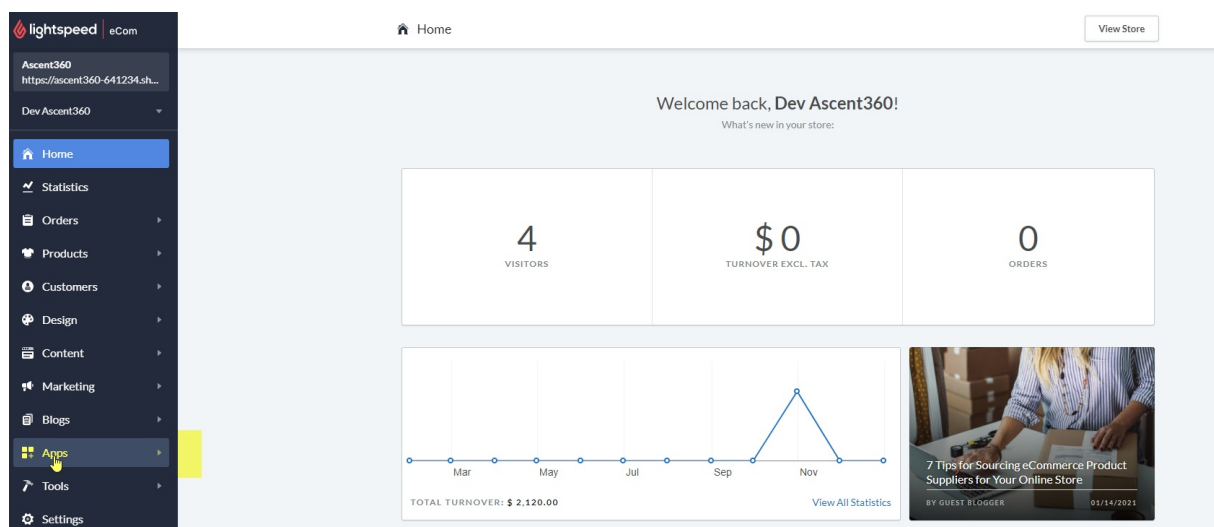 lightspeed eCom
Ascent360
https://ascent360-641234.sh...
Dev Ascent360
Home
Statistics
Orders
Products
Customers
Design
Content
Marketing
Blogs
Apps
Tools
Settings
Home
View Store
Welcome back, Dev Ascent360!
What's new in your store:
4
VISITORS
$ 0
TURNOVER EXCL. TAX
0
ORDERS
Mar May Jul Sep Nov
TOTAL TURNOVER: $ 2,120.00
View All Statistics
7 Tips for Sourcing eCommerce Product
Suppliers for Your Online Store
BY GUEST BLOGGER
01/14/2021